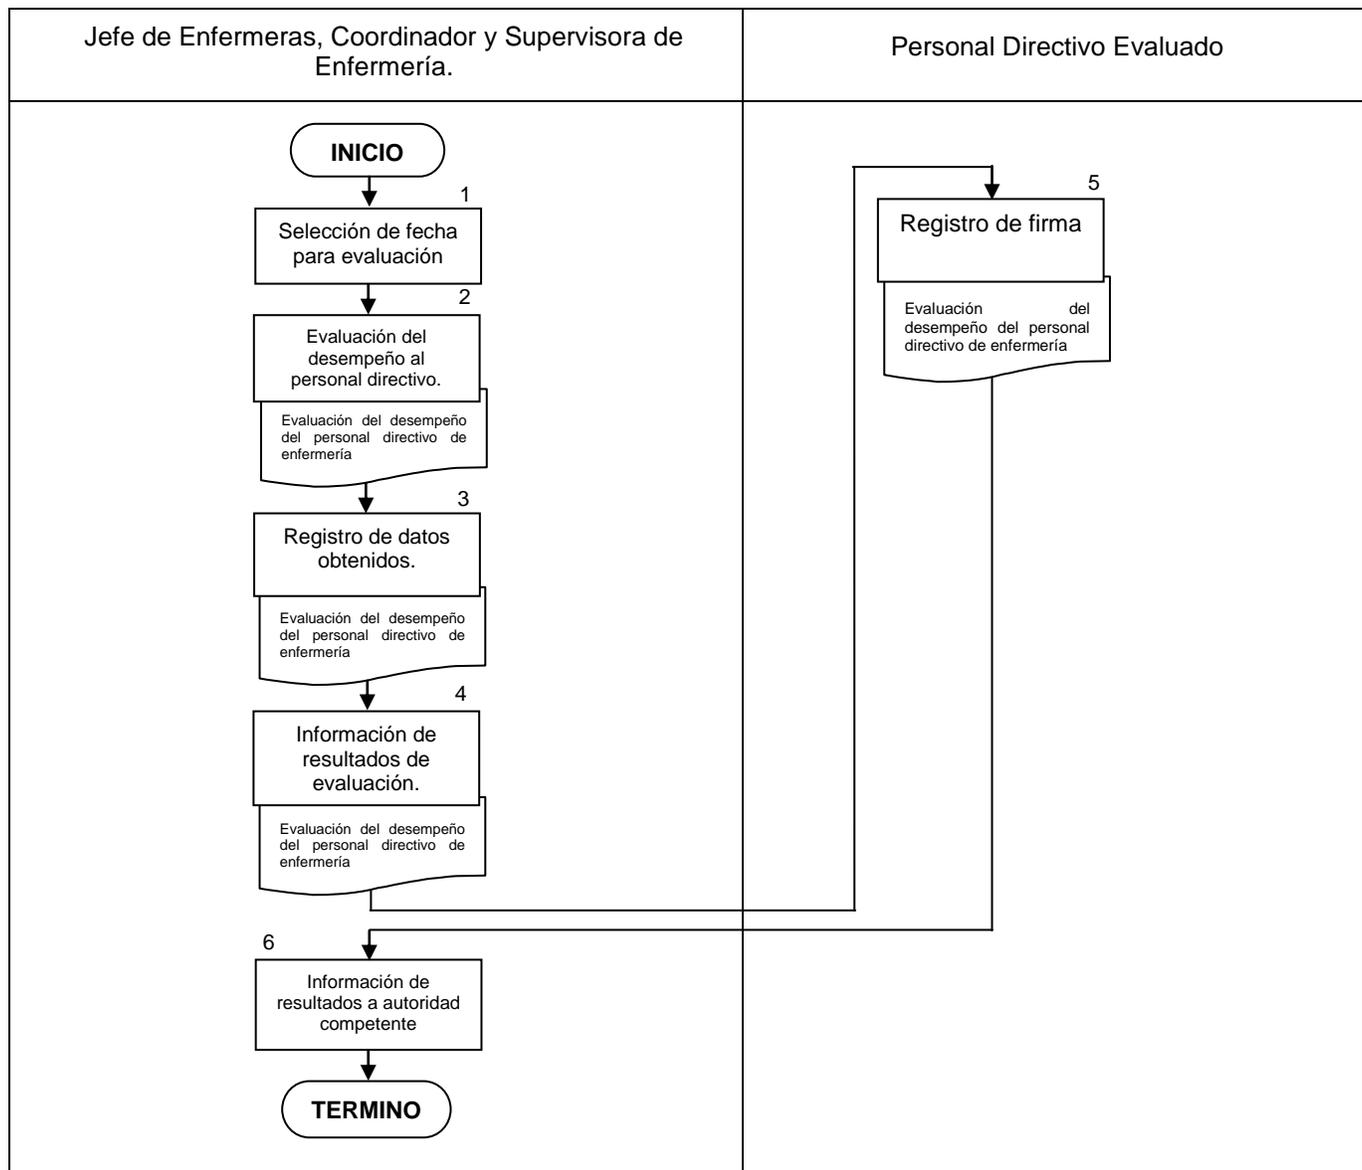 Jefe de Enfermeras, Coordinador y Supervisora de
Enfermería.
Personal Directivo Evaluado
INICIO
1
Selección de fecha
para evaluación
2
Evaluación del
desempeño al
personal directivo.
Evaluación del desempeño
del personal directivo de
enfermería
3
Registro de datos
obtenidos.
Evaluación del desempeño
del personal directivo de
enfermería
4
Información de
resultados de
evaluación.
Evaluación del desempeño
del personal directivo de
enfermería
5
Registro de firma
Evaluación del
desempeño del personal
directivo de enfermería
6
Información de
resultados a autoridad
competente
TERMINO